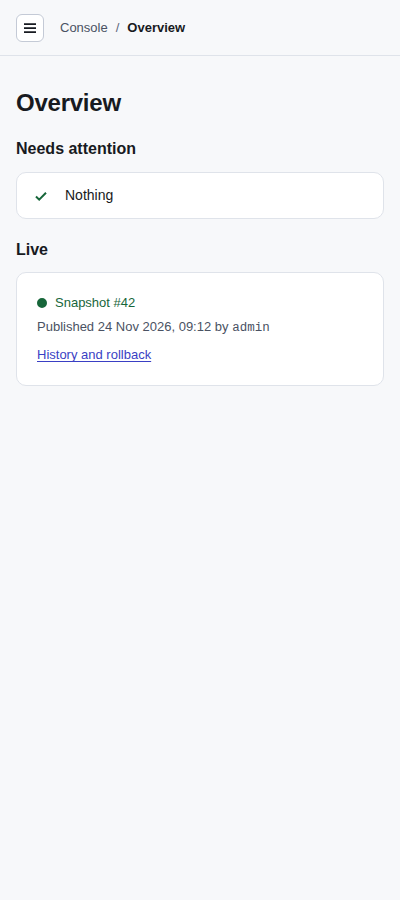 Console / Overview
Overview
Needs attention
Nothing
Live
Snapshot #42
Published 24 Nov 2026, 09:12 by admin
History and rollback